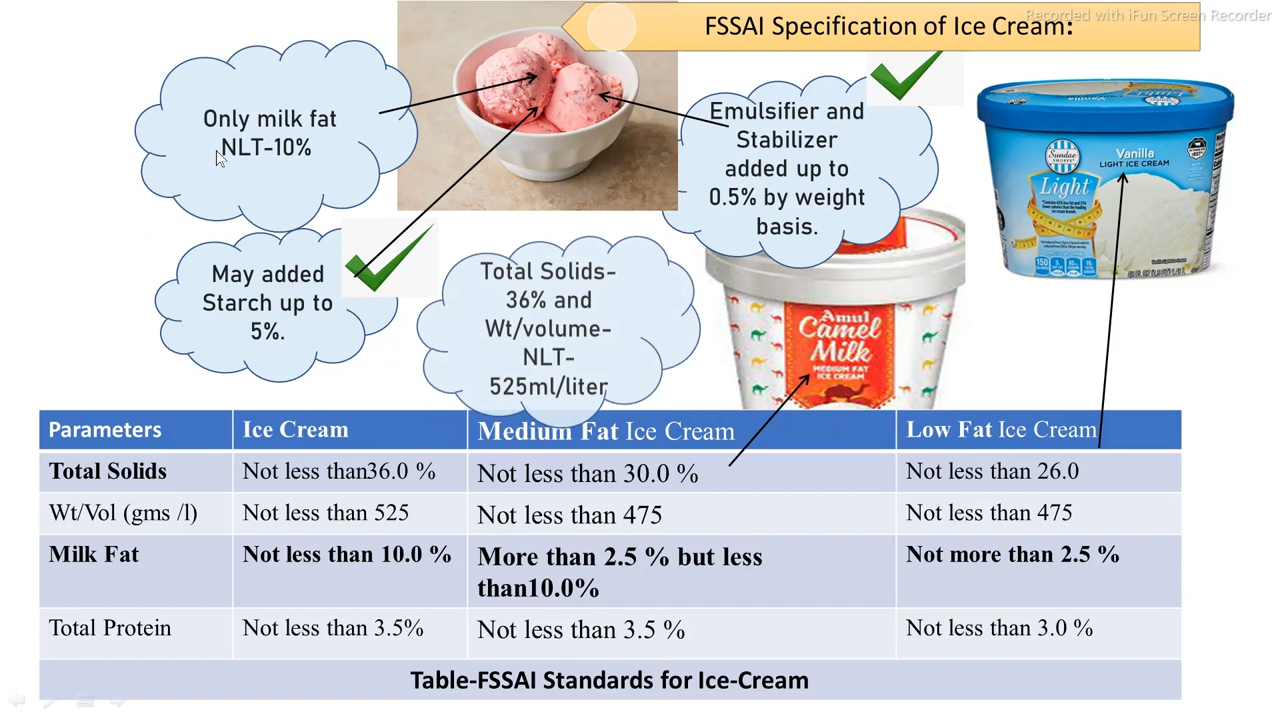 Recorded with iFun Screen Recorder
FSSAI Specification of Ice Cream:
Only milk fat
NLT-10%
Emulsifier and
Stabilizer
added up to
0.5% by weight
basis.
May added
Starch up to
5%.
Total Solids-
36% and
Wt/volume-
NLT-
525ml/liter
Sundae
Shoppe
Light
Vanilla
LIGHT ICE CREAM
150
Amul
Camel
Milk
MEDIUM FAT
ICE CREAM
Parameters Ice Cream Medium Fat Ice Cream Low Fat Ice Cream
Total Solids Not less than36.0 % Not less than 30.0 % Not less than 26.0
Wt/Vol (gms /l) Not less than 525 Not less than 475 Not less than 475
Milk Fat Not less than 10.0 % More than 2.5 % but less Not more than 2.5 %
than10.0%
Total Protein Not less than 3.5% Not less than 3.5 % Not less than 3.0 %
Table-FSSAI Standards for Ice-Cream